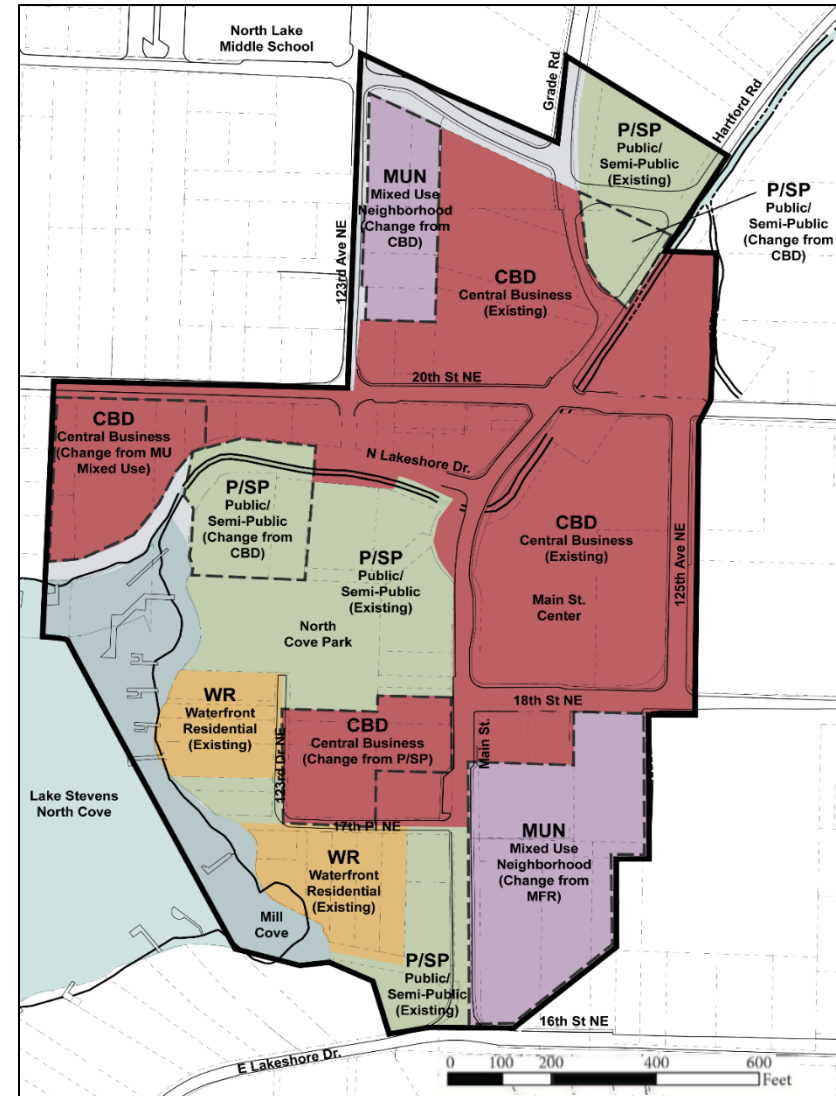 North Lake
Middle School
Grade Rd
Hartford Rd
P/SP
Public/
Semi-Public
(Existing)
MUN
Mixed Use
Neighborhood
(Change from
CBD)
P/SP
Public/
Semi-Public
(Change from
CBD)
123rd Ave NE
CBD
Central Business
(Existing)
20th St NE
CBD
Central Business
(Change from MU
Mixed Use)
N Lakeshore Dr.
P/SP
Public/
Semi-Public
(Change from
CBD)
CBD
Central Business
(Existing)
P/SP
Public/
Semi-Public
(Existing)
125th Ave NE
Main St.
Center
North
Cove Park
18th St NE
WR
Waterfront
Residential
(Existing)
123rd Dr NE
CBD
Central Business
(Change from P/SP)
Main St.
Lake Stevens
North Cove
17th Pl NE
MUN
Mixed Use
Neighborhood
(Change from
MFR)
WR
Waterfront
Residential
(Existing)
Mill
Cove
P/SP
Public/
Semi-Public
(Existing)
16th St NE
E Lakeshore Dr.
0 100 200 400 600
Feet